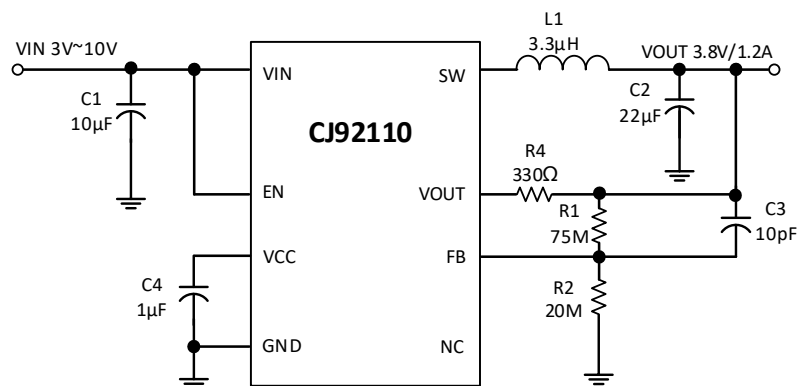 L1
3.3µH
VIN 3V~10V
VOUT 3.8V/1.2A
VIN
SW
C1
10µF
C2
22µF
CJ92110
R4
330Ω
EN
VOUT
R1
75M
C3
10pF
VCC
FB
C4
1µF
R2
20M
GND
NC